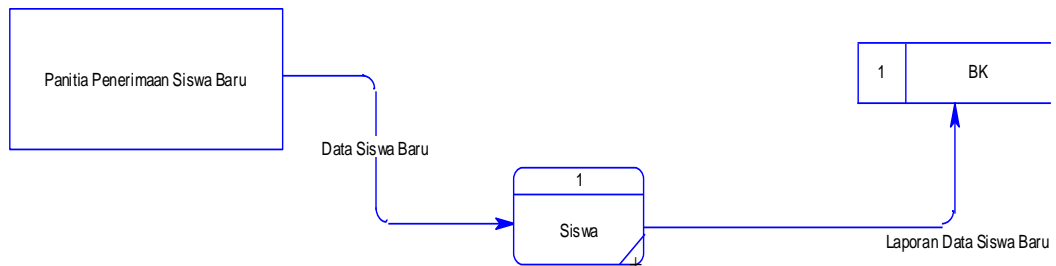 Panitia Penerimaan Siswa Baru
1
BK
Data Siswa Baru
1
Siswa
Laporan Data Siswa Baru